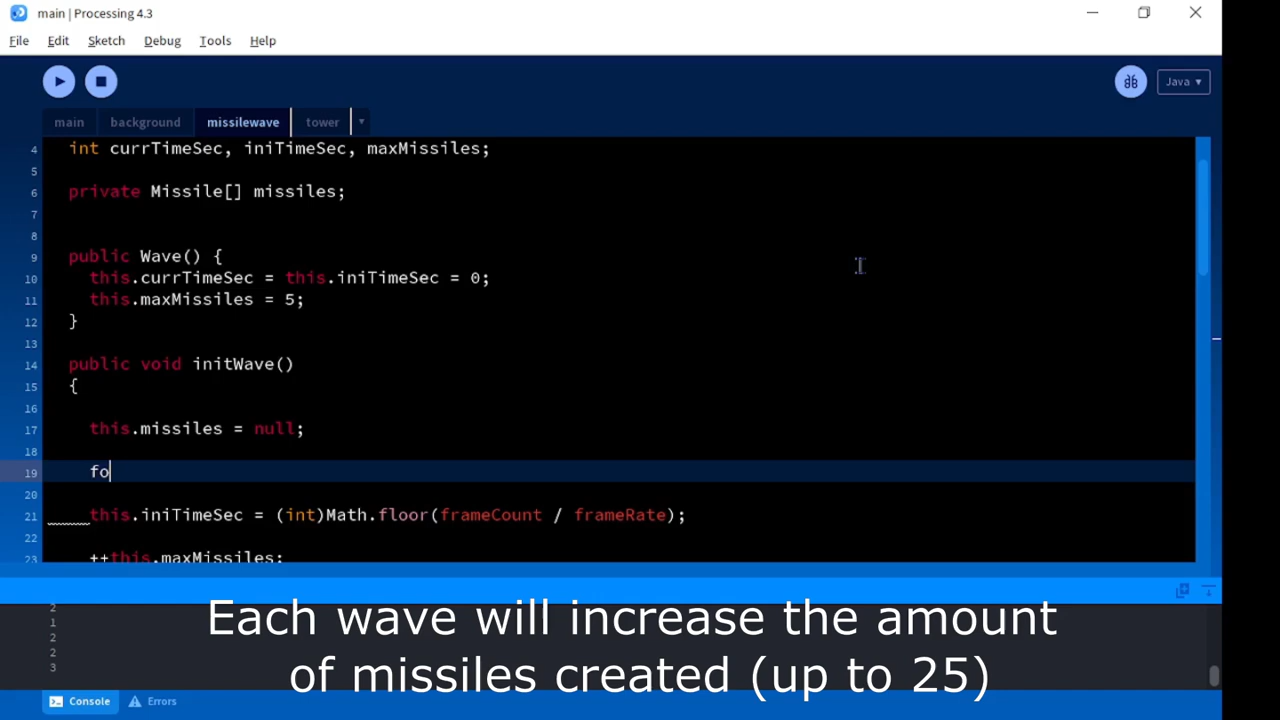 main | Processing 4.3
File Edit Sketch Debug Tools Help
Java ▾
main background missilewave tower ▾
4 int currTimeSec, iniTimeSec, maxMissiles;
5
6 private Missile[] missiles;
7
8
9 public Wave() {
10 this.currTimeSec = this.iniTimeSec = 0;
11 this.maxMissiles = 5;
12 }
13
14 public void initWave()
15 {
16
17 this.missiles = null;
18
19 fo
20
21 this.iniTimeSec = (int)Math.floor(frameCount / frameRate);
22
23 ++this.maxMissiles;
2
1
2
2
3
Each wave will increase the amount
of missiles created (up to 25)
Console Errors